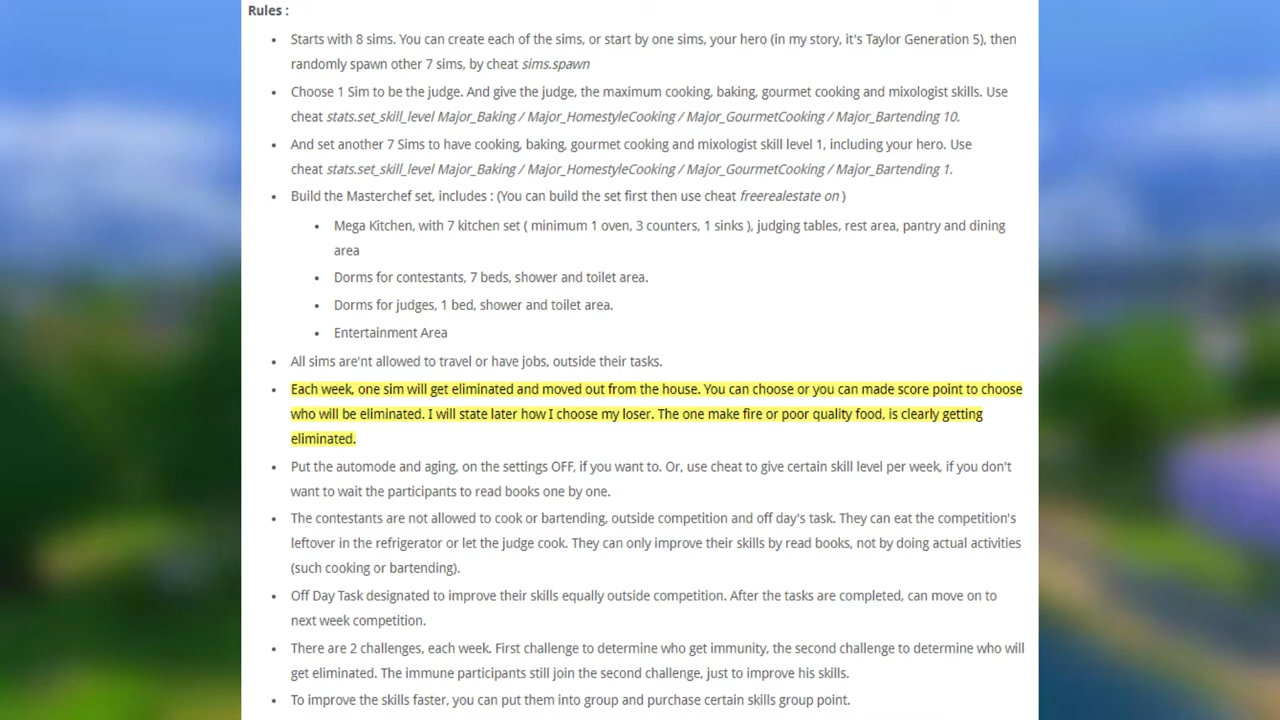 Rules :
Starts with 8 sims. You can create each of the sims, or start by one sims, your hero (in my story, it's Taylor Generation 5), then
randomly spawn other 7 sims, by cheat sims.spawn
Choose 1 Sim to be the judge. And give the judge, the maximum cooking, baking, gourmet cooking and mixologist skills. Use
cheat stats.set_skill_level Major_Baking / Major_HomestyleCooking / Major_GourmetCooking / Major_Bartending 10.
And set another 7 Sims to have cooking, baking, gourmet cooking and mixologist skill level 1, including your hero. Use
cheat stats.set_skill_level Major_Baking / Major_HomestyleCooking / Major_GourmetCooking / Major_Bartending 1.
Build the Masterchef set, includes : (You can build the set first then use cheat freerealestate on )
Mega Kitchen, with 7 kitchen set ( minimum 1 oven, 3 counters, 1 sinks ), judging tables, rest area, pantry and dining
area
Dorms for contestants, 7 beds, shower and toilet area.
Dorms for judges, 1 bed, shower and toilet area.
Entertainment Area
All sims are'nt allowed to travel or have jobs, outside their tasks.
Each week, one sim will get eliminated and moved out from the house. You can choose or you can made score point to choose
who will be eliminated. I will state later how I choose my loser. The one make fire or poor quality food, is clearly getting
eliminated.
Put the automode and aging, on the settings OFF, if you want to. Or, use cheat to give certain skill level per week, if you don't
want to wait the participants to read books one by one.
The contestants are not allowed to cook or bartending, outside competition and off day's task. They can eat the competition's
leftover in the refrigerator or let the judge cook. They can only improve their skills by read books, not by doing actual activities
(such cooking or bartending).
Off Day Task designated to improve their skills equally outside competition. After the tasks are completed, can move on to
next week competition.
There are 2 challenges, each week. First challenge to determine who get immunity, the second challenge to determine who will
get eliminated. The immune participants still join the second challenge, just to improve his skills.
To improve the skills faster, you can put them into group and purchase certain skills group point.